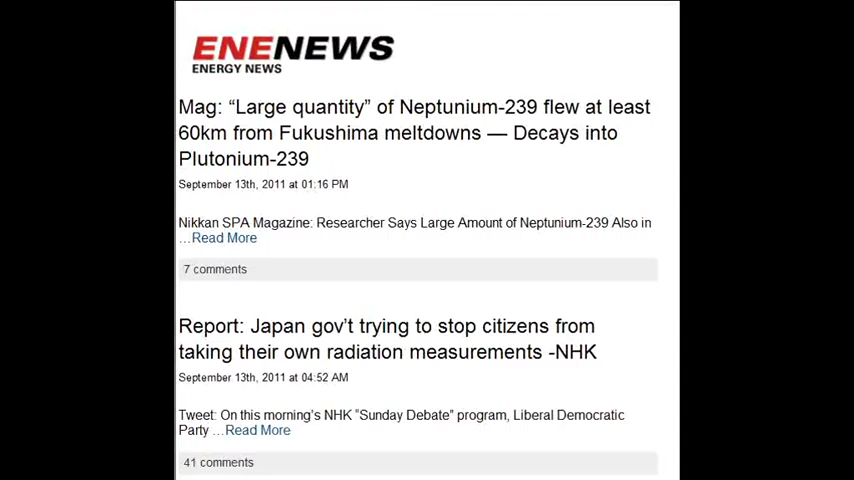 ENENEWS
ENERGY NEWS
Mag: “Large quantity” of Neptunium-239 flew at least
60km from Fukushima meltdowns — Decays into
Plutonium-239
September 13th, 2011 at 01:16 PM
Nikkan SPA Magazine: Researcher Says Large Amount of Neptunium-239 Also in
…Read More
7 comments
Report: Japan gov’t trying to stop citizens from
taking their own radiation measurements -NHK
September 13th, 2011 at 04:52 AM
Tweet: On this morning’s NHK “Sunday Debate” program, Liberal Democratic
Party …Read More
41 comments